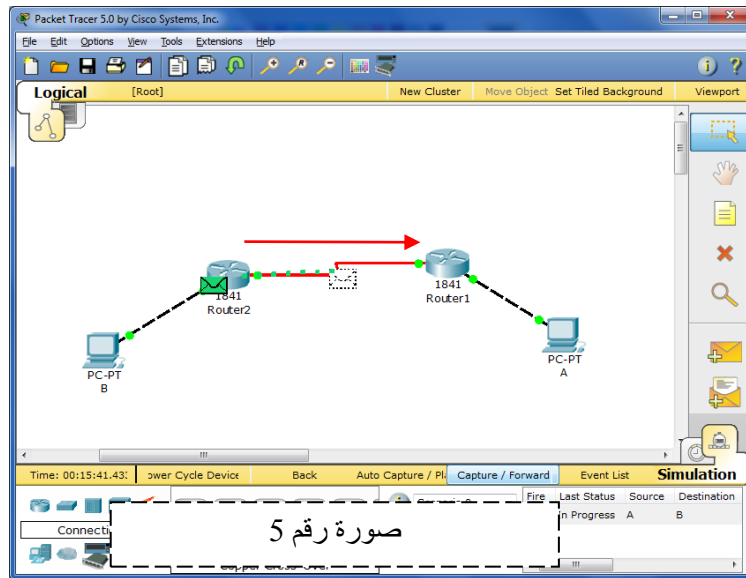 Packet Tracer 5.0 by Cisco Systems, Inc.
File Edit Options View Tools Extensions Help
Logical [Root] New Cluster Move Object Set Tiled Background Viewport
1841
Router2
1841
Router1
PC-PT
B
PC-PT
A
Time: 00:15:41.43 ower Cycle Device Back Auto Capture / Pl Capture / Forward Event List Simulation
Fire Last Status Source Destination
In Progress A B
Connecti
صورة رقم 5